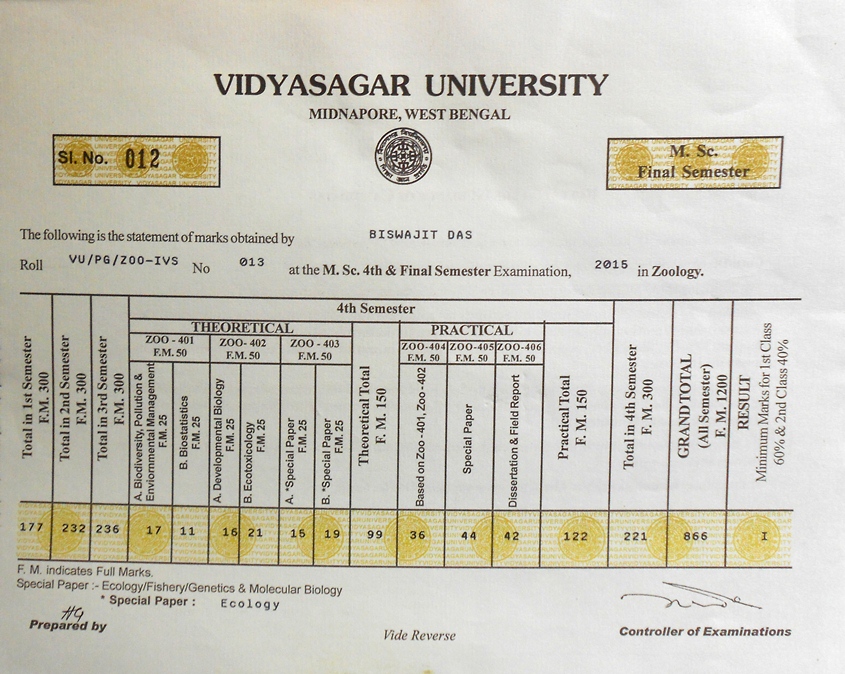 VIDYASAGAR UNIVERSITY
MIDNAPORE, WEST BENGAL
Sl. No. 012
M. Sc.
Final Semester
The following is the statement of marks obtained by BISWAJIT DAS
Roll VU/PG/ZOO-IVS No 013 at the M. Sc. 4th & Final Semester Examination, 2015 in Zoology.
Total in 1st Semester
F.M. 300
Total in 2nd Semester
F.M. 300
Total in 3rd Semester
F.M. 300
4th Semester
THEORETICAL
ZOO - 401
F.M. 50
A. Biodiversity, Pollution &
Enviornmental Management
F.M. 25
B. Biostatistics
F.M. 25
ZOO - 402
F.M. 50
A. Developmental Biology
F.M. 25
B. Ecotoxicology
F.M. 25
ZOO - 403
F.M. 50
A. *Special Paper
F.M. 25
B. *Special Paper
F.M. 25
Theoretical Total
F. M. 150
PRACTICAL
ZOO-404
F.M. 50
Based on Zoo -401, Zoo -402
ZOO-405
F.M. 50
Special Paper
ZOO-406
F.M. 50
Dissertation & Field Report
Practical Total
F. M. 150
Total in 4th Semester
F. M. 300
GRAND TOTAL
(All Semester)
F. M. 1200
RESULT
Minimum Marks for 1st Class
60% & 2nd Class 40%
177 232 236 17 11 16 21 15 19 99 36 44 42 122 221 866 I
F. M. indicates Full Marks.
Special Paper :- Ecology/Fishery/Genetics & Molecular Biology
* Special Paper : Ecology
Prepared by
Vide Reverse
Controller of Examinations